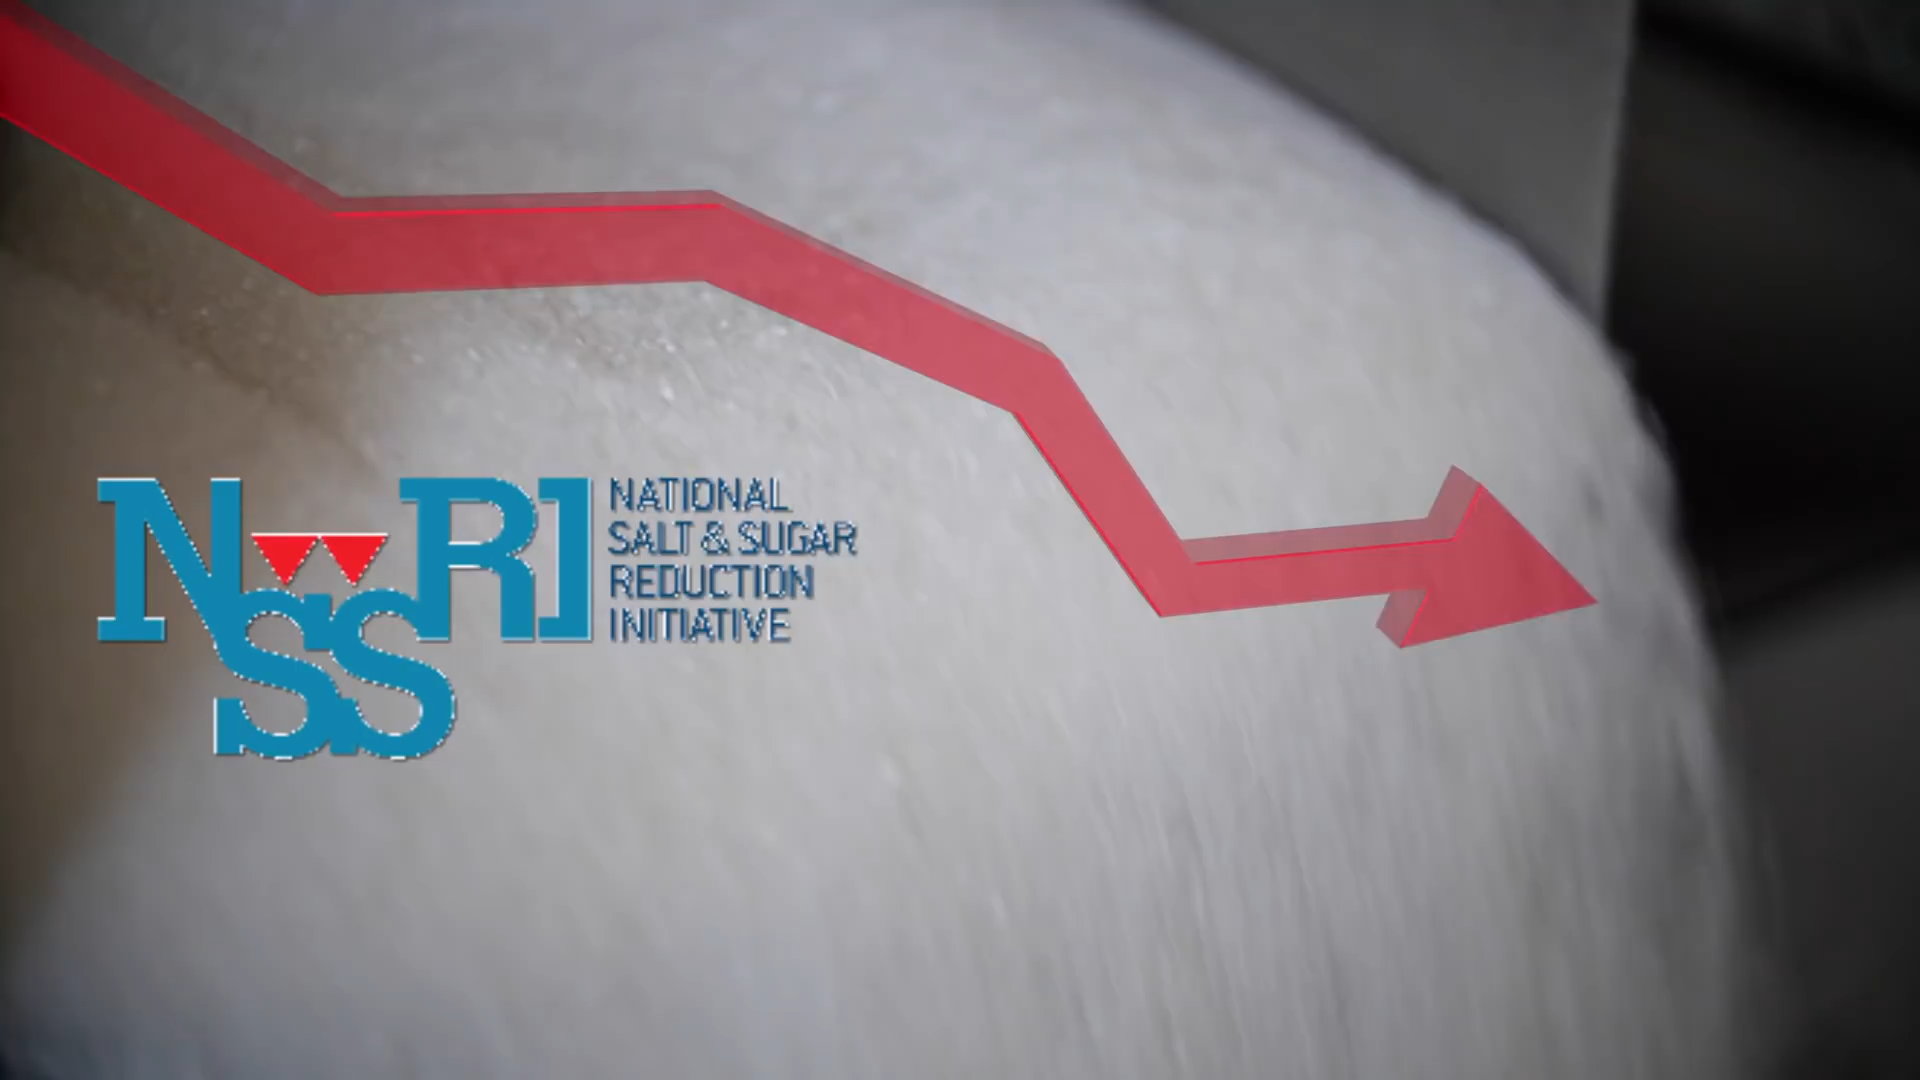 NSSRI
NATIONAL
SALT & SUGAR
REDUCTION
INITIATIVE